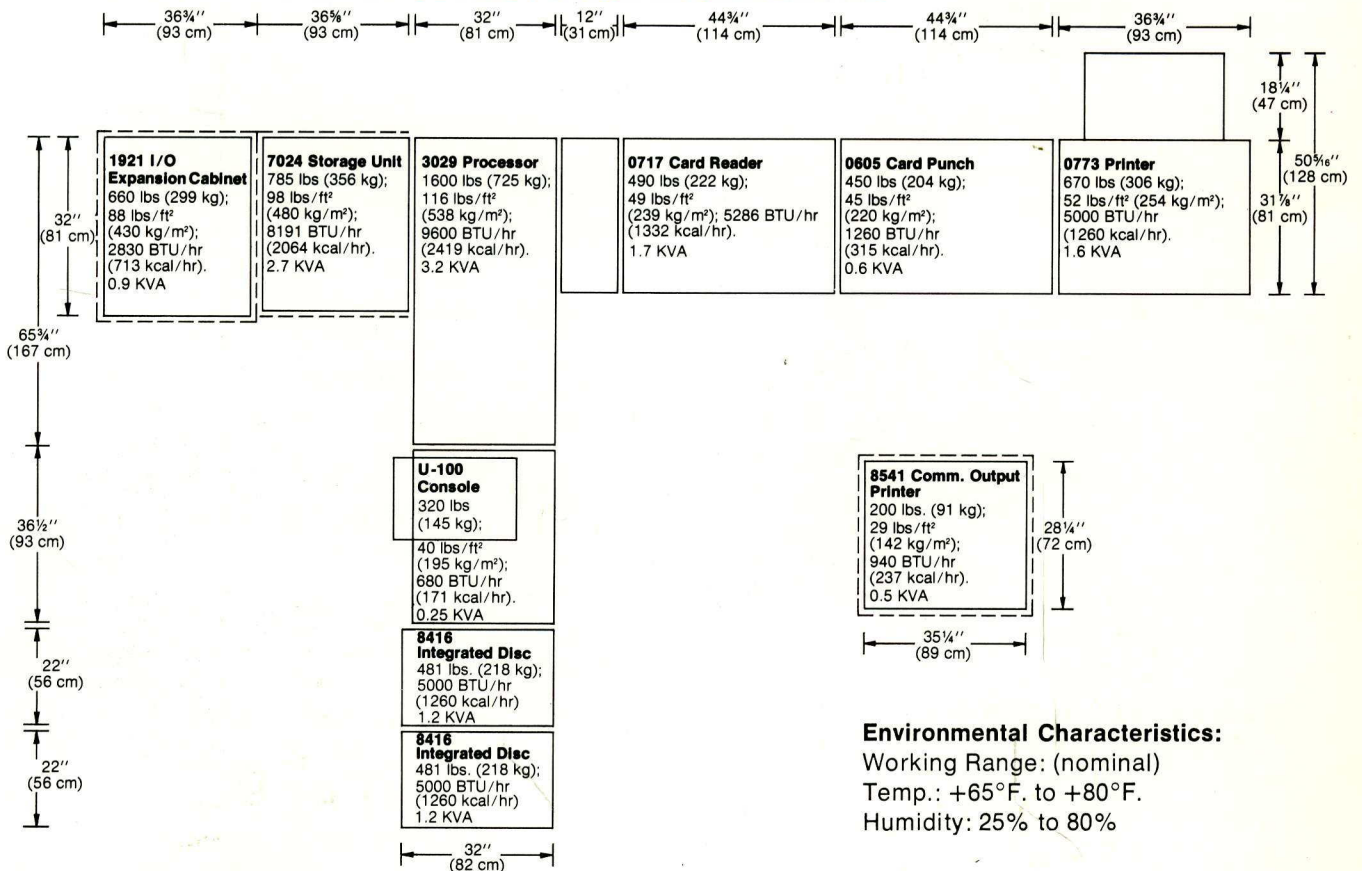 36¾″
(93 cm)
36⅝″
(93 cm)
32″
(81 cm)
12″
(31 cm)
44¾″
(114 cm)
44¾″
(114 cm)
36¾″
(93 cm)
18¼″
(47 cm)
50⁵⁄₁₆″
(128 cm)
31⅞″
(81 cm)
32″
(81 cm)
65¾″
(167 cm)
1921 I/O
Expansion Cabinet
660 lbs (299 kg);
88 lbs/ft²
(430 kg/m²);
2830 BTU/hr
(713 kcal/hr).
0.9 KVA
7024 Storage Unit
785 lbs (356 kg);
98 lbs/ft²
(480 kg/m²);
8191 BTU/hr
(2064 kcal/hr).
2.7 KVA
3029 Processor
1600 lbs (725 kg);
116 lbs/ft²
(538 kg/m²);
9600 BTU/hr
(2419 kcal/hr).
3.2 KVA
0717 Card Reader
490 lbs (222 kg);
49 lbs/ft²
(239 kg/m²); 5286 BTU/hr
(1332 kcal/hr).
1.7 KVA
0605 Card Punch
450 lbs (204 kg);
45 lbs/ft²
(220 kg/m²);
1260 BTU/hr
(315 kcal/hr).
0.6 KVA
0773 Printer
670 lbs (306 kg);
52 lbs/ft² (254 kg/m²);
5000 BTU/hr
(1260 kcal/hr).
1.6 KVA
36½″
(93 cm)
U-100
Console
320 lbs
(145 kg);
40 lbs/ft²
(195 kg/m²);
680 BTU/hr
(171 kcal/hr).
0.25 KVA
8541 Comm. Output
Printer
200 lbs. (91 kg);
29 lbs/ft²
(142 kg/m²);
940 BTU/hr
(237 kcal/hr).
0.5 KVA
28¼″
(72 cm)
35¼″
(89 cm)
22″
(56 cm)
8416
Integrated Disc
481 lbs. (218 kg);
5000 BTU/hr
(1260 kcal/hr)
1.2 KVA
22″
(56 cm)
8416
Integrated Disc
481 lbs. (218 kg);
5000 BTU/hr
(1260 kcal/hr)
1.2 KVA
32″
(82 cm)
Environmental Characteristics:
Working Range: (nominal)
Temp.: +65°F. to +80°F.
Humidity: 25% to 80%